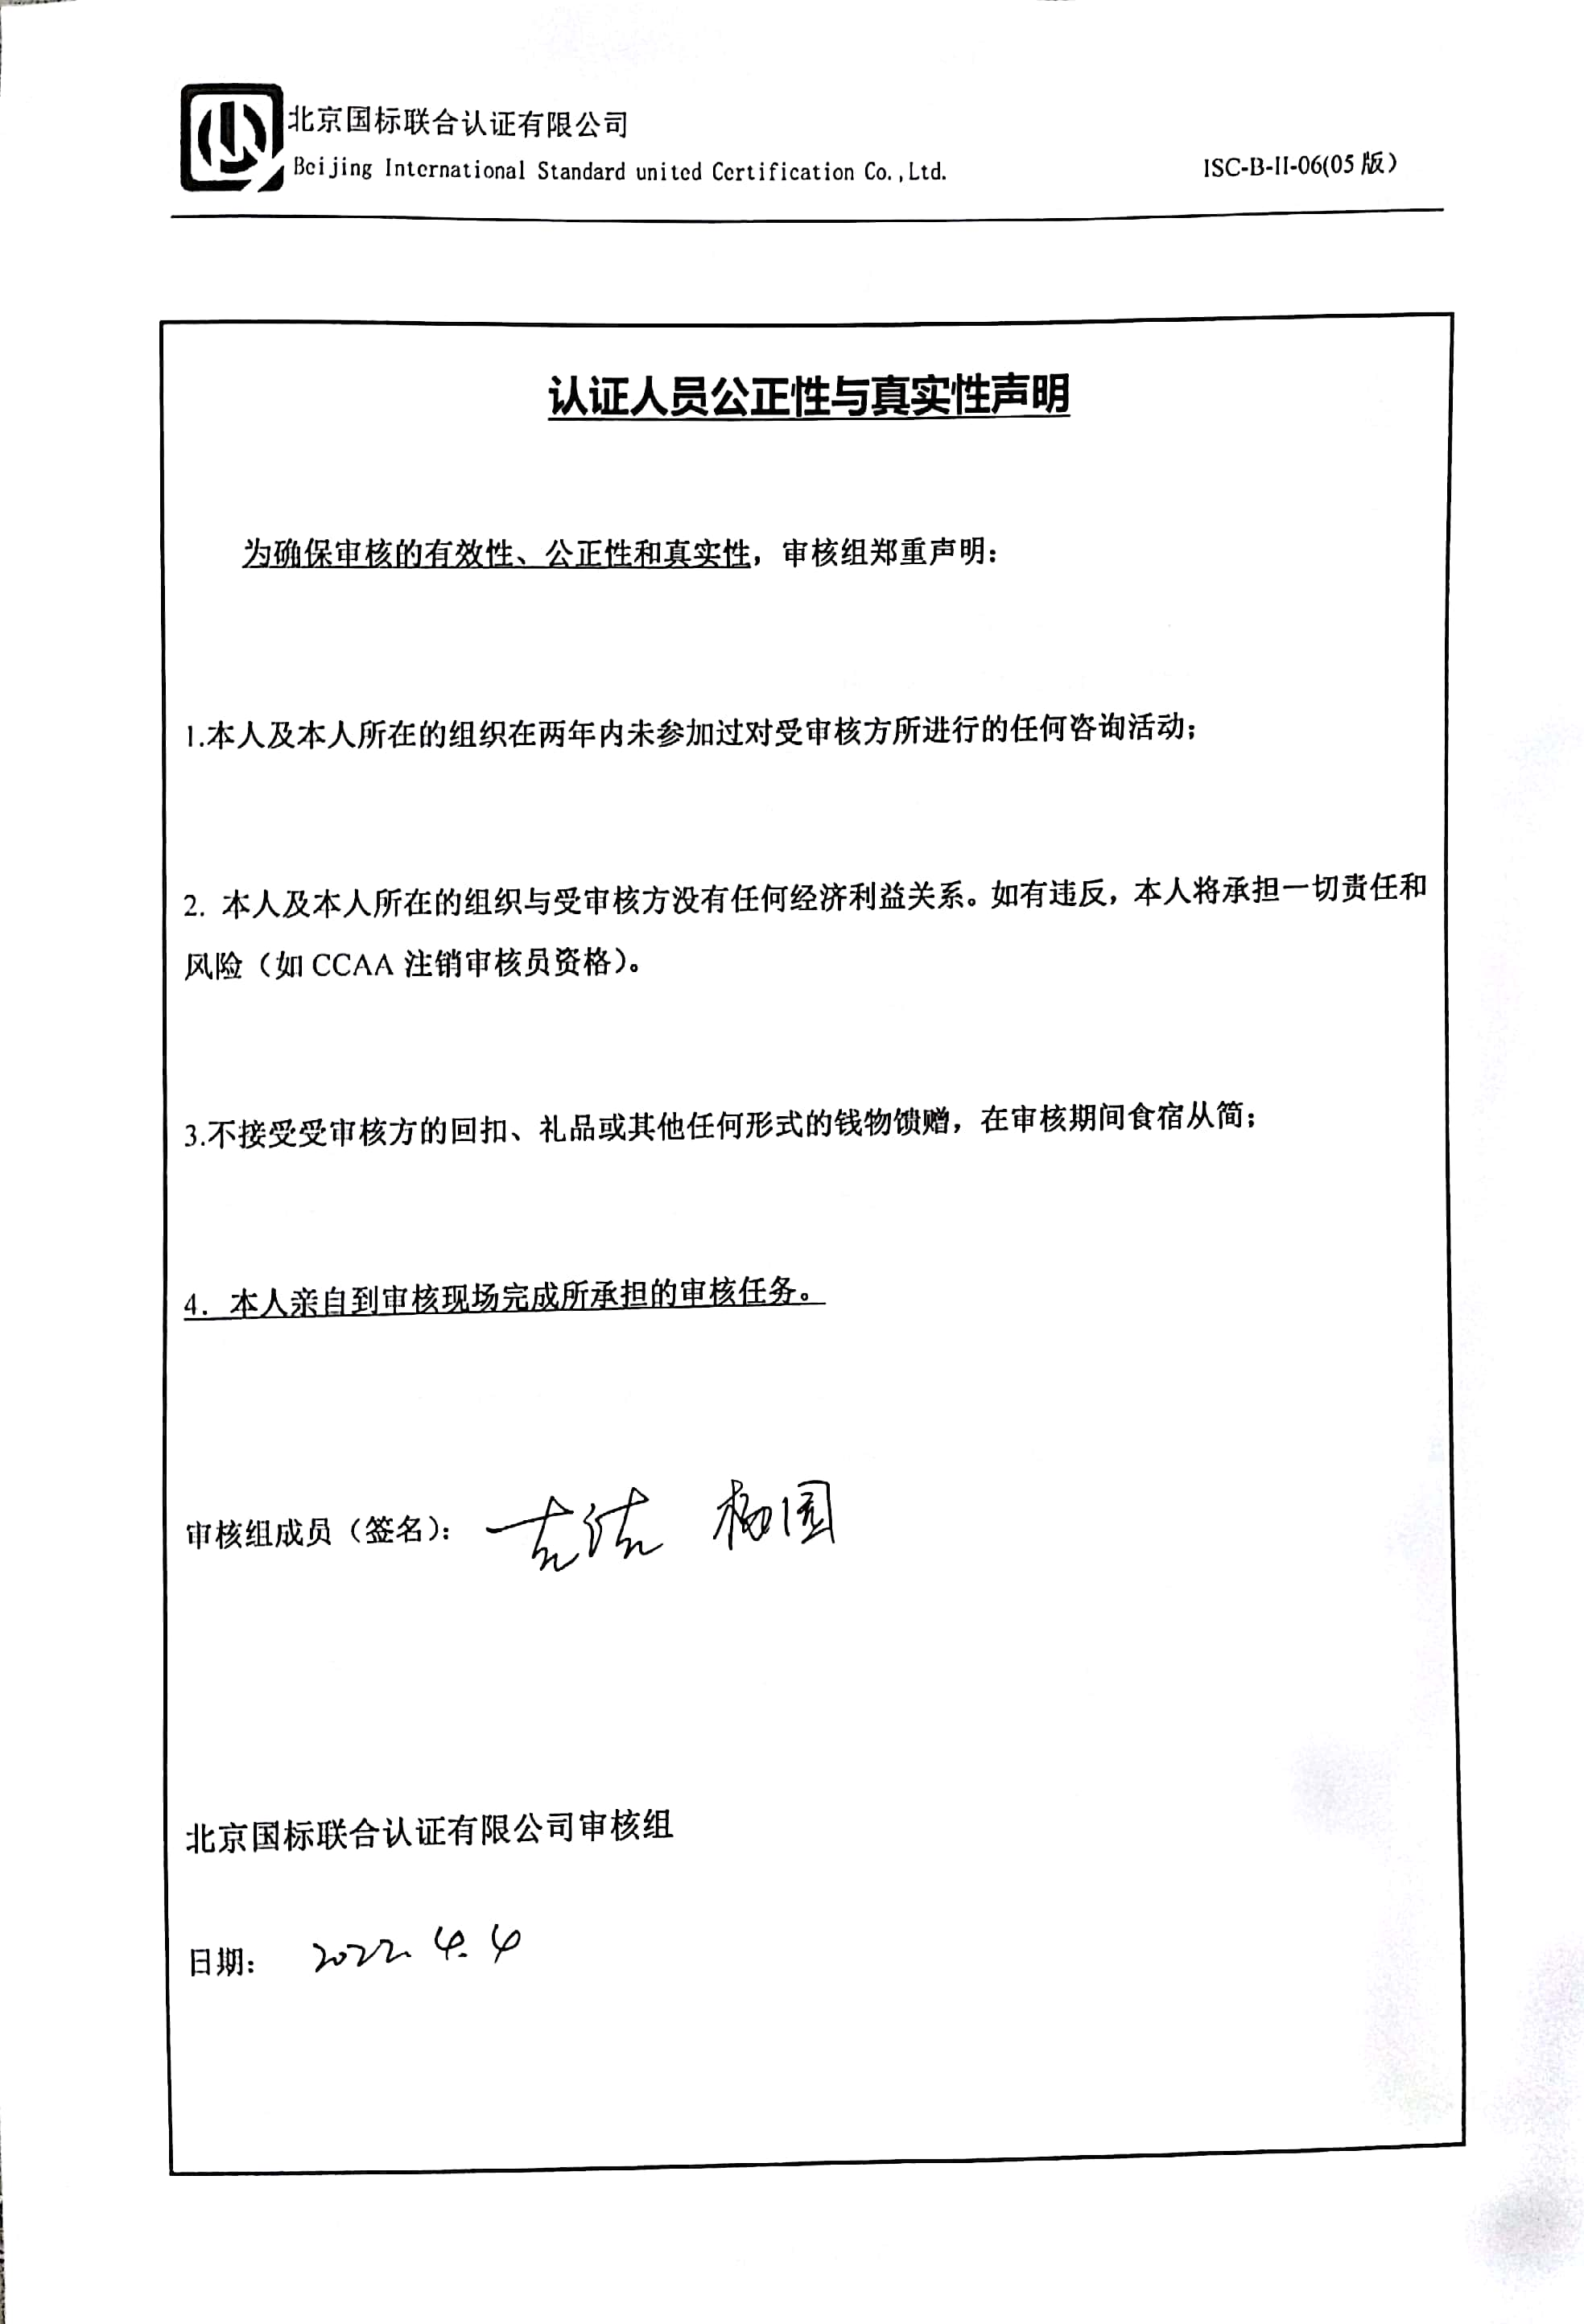 北京国标联合认证有限公司
Beijing International Standard united Certification Co.,Ltd.
ISC-B-II-06(05版)
认证人员公正性与真实性声明
为确保审核的有效性、公正性和真实性，审核组郑重声明：
1.本人及本人所在的组织在两年内未参加过对受审核方所进行的任何咨询活动；
2. 本人及本人所在的组织与受审核方没有任何经济利益关系。如有违反，本人将承担一切责任和
风险（如 CCAA 注销审核员资格）。
3.不接受受审核方的回扣、礼品或其他任何形式的钱物馈赠，在审核期间食宿从简；
4. 本人亲自到审核现场完成所承担的审核任务。
审核组成员（签名）：
北京国标联合认证有限公司审核组
日期： 2022.4.4